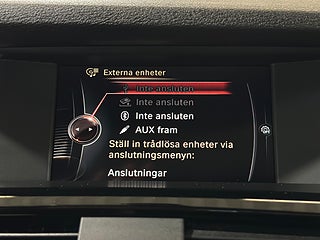 Externa enheter
Inte ansluten
Inte ansluten
Inte ansluten
AUX fram
Ställ in trådlösa enheter via
anslutningsmenyn:
Anslutningar